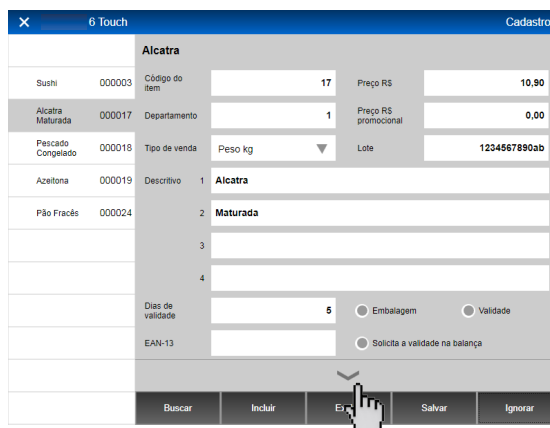 6 Touch Cadastro
Alcatra
Sushi 000003
Alcatra Maturada 000017
Pescado Congelado 000018
Azeitona 000019
Pão Fracês 000024
Código do item 17 Preço R$ 10,90
Departamento 1 Preço R$ promocional 0,00
Tipo de venda Peso kg Lote 1234567890ab
Descritivo 1 Alcatra
2 Maturada
3
4
Dias de validade 5 Embalagem Validade
EAN-13 Solicita a validade na balança
Buscar Incluir Salvar Ignorar